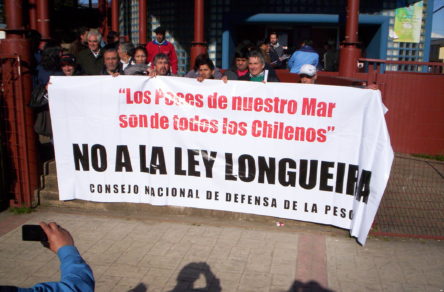 "Los Peces de nuestro Mar
son de todos los Chilenos"
NO A LA LEY LONGUEIRA
CONSEJO NACIONAL DE DEFENSA DE LA PESC